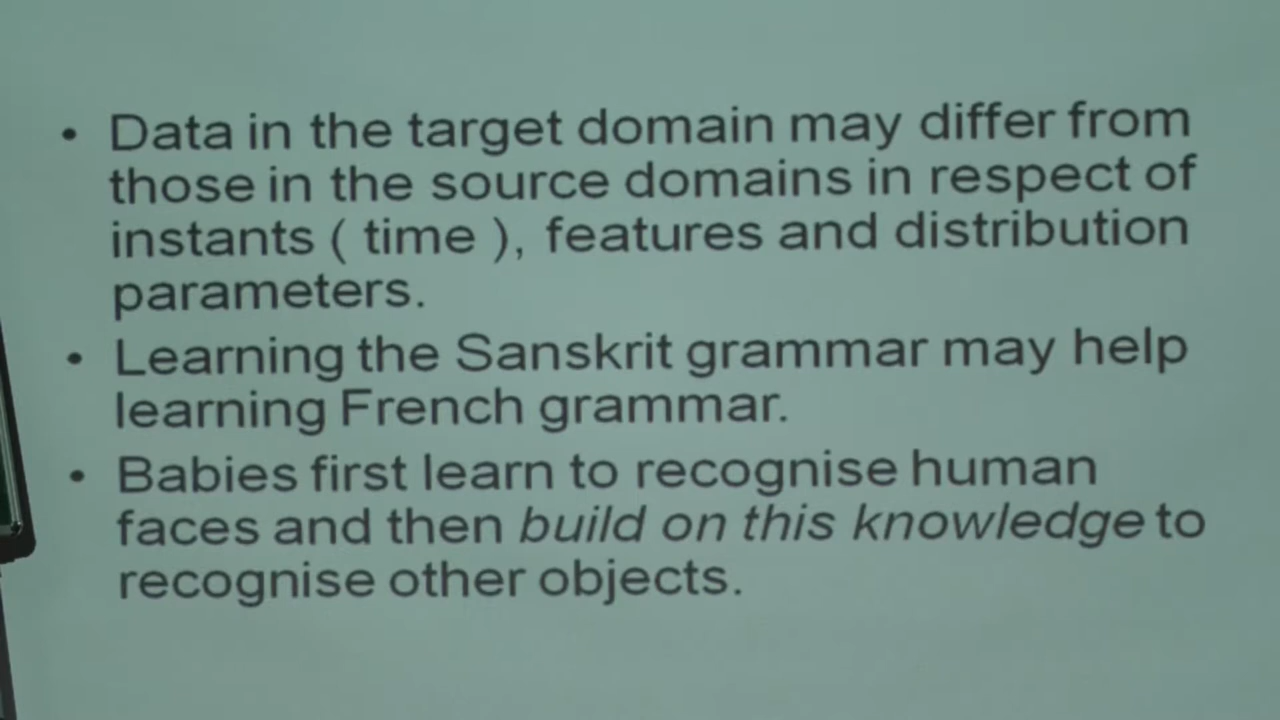 • Data in the target domain may differ from
those in the source domains in respect of
instants ( time ), features and distribution
parameters.
• Learning the Sanskrit grammar may help
learning French grammar.
• Babies first learn to recognise human
faces and then build on this knowledge to
recognise other objects.